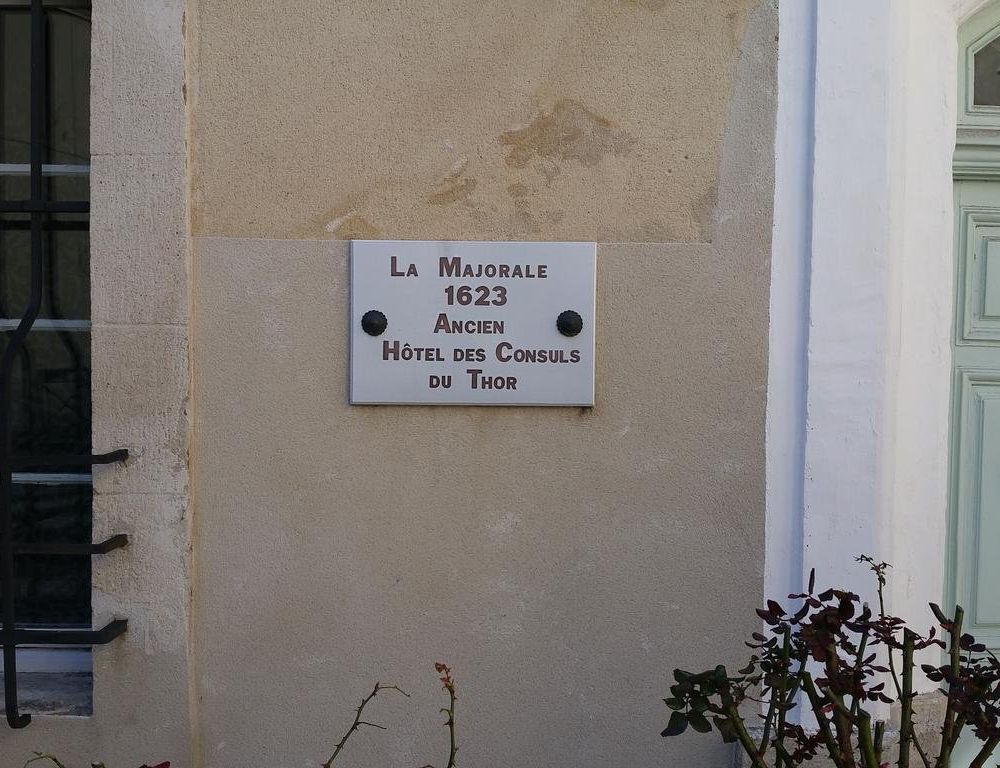 La Majorale
1623
Ancien
Hôtel des Consuls
du Thor